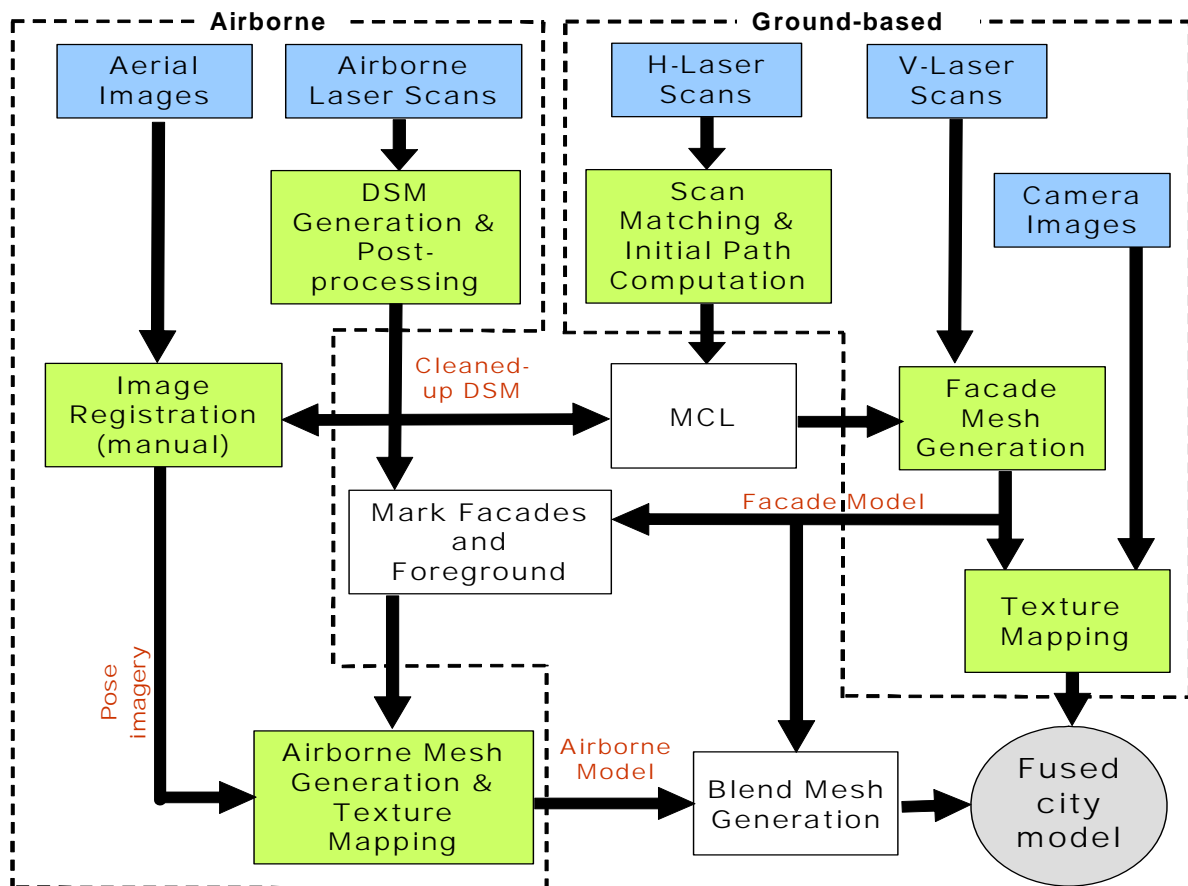 Airborne
Ground-based
Aerial
Images
Airborne
Laser Scans
H-Laser
Scans
V-Laser
Scans
DSM
Generation &
Post-
processing
Scan
Matching &
Initial Path
Computation
Camera
Images
Image
Registration
(manual)
Cleaned-
up DSM
MCL
Facade
Mesh
Generation
Mark Facades
and
Foreground
Facade Model
Texture
Mapping
Pose
imagery
Airborne Mesh
Generation &
Texture
Mapping
Airborne
Model
Blend Mesh
Generation
Fused
city
model